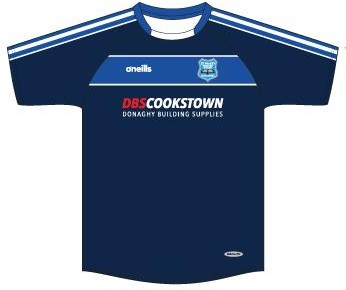 oneills
DBSCOOKSTOWN
DONAGHY BUILDING SUPPLIES